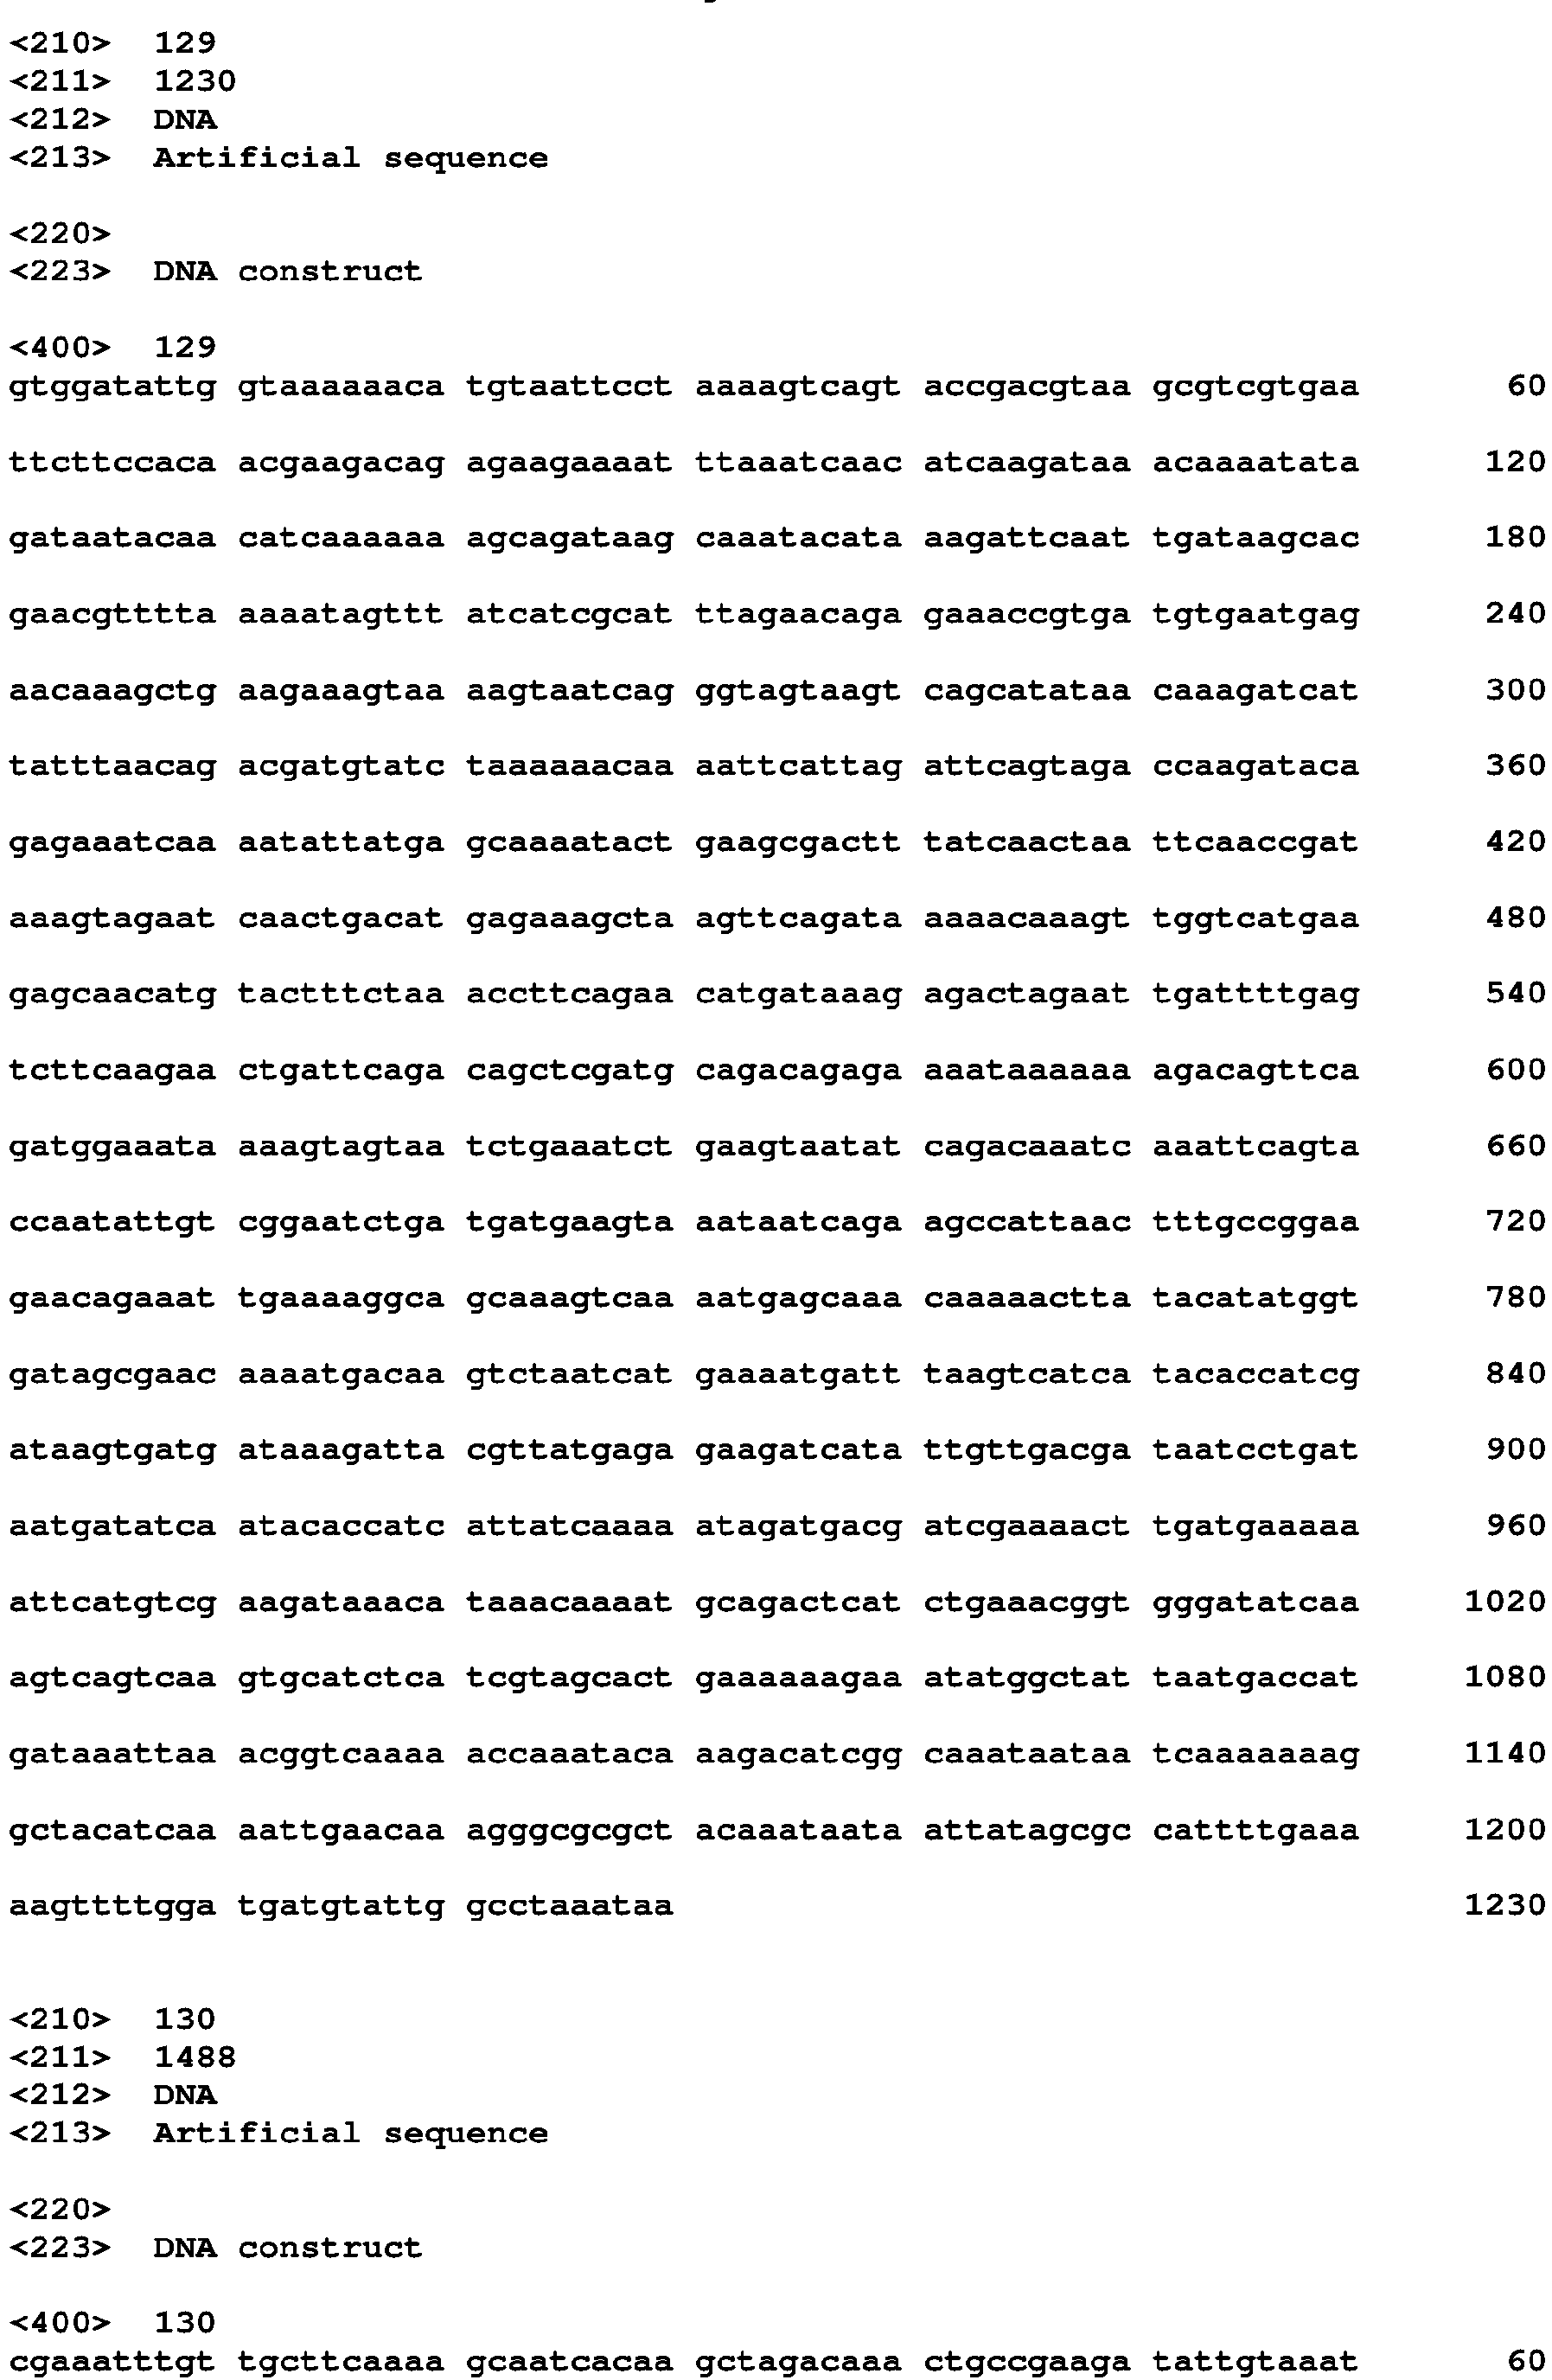 <210> 129
<211> 1230
<212> DNA
<213> Artificial sequence
<220>
<223> DNA construct
<400> 129
gtggatattg gtaaaaaaca tgtaattcct aaaagtcagt accgacgtaa gcgtcgtgaa 60
ttcttccaca acgaagacag agaagaaaat ttaaatcaac atcaagataa acaaaatata 120
gataatacaa catcaaaaaa agcagataag caaatacata aagattcaat tgataagcac 180
gaacgtttta aaaatagttt atcatcgcat ttagaacaga gaaaccgtga tgtgaatgag 240
aacaaagctg aagaaagtaa aagtaatcag ggtagtaagt cagcatataa caaagatcat 300
tatttaacag acgatgtatc taaaaaacaa aattcattag attcagtaga ccaagataca 360
gagaaatcaa aatattatga gcaaaatact gaagcgactt tatcaactaa ttcaaccgat 420
aaagtagaat caactgacat gagaaagcta agttcagata aaaacaaagt tggtcatgaa 480
gagcaacatg tactttctaa accttcagaa catgataaag agactagaat tgattttgag 540
tcttcaagaa ctgattcaga cagctcgatg cagacagaga aaataaaaaa agacagttca 600
gatggaaata aaagtagtaa tctgaaatct gaagtaatat cagacaaatc aaattcagta 660
ccaatattgt cggaatctga tgatgaagta aataatcaga agccattaac tttgccggaa 720
gaacagaaat tgaaaaggca gcaaagtcaa aatgagcaaa caaaaactta tacatatggt 780
gatagcgaac aaaatgacaa gtctaatcat gaaaatgatt taagtcatca tacaccatcg 840
ataagtgatg ataaagatta cgttatgaga gaagatcata ttgttgacga taatcctgat 900
aatgatatca atacaccatc attatcaaaa atagatgacg atcgaaaact tgatgaaaaa 960
attcatgtcg aagataaaca taaacaaaat gcagactcat ctgaaacggt gggatatcaa 1020
agtcagtcaa gtgcatctca tcgtagcact gaaaaaagaa atatggctat taatgaccat 1080
gataaattaa acggtcaaaa accaaataca aagacatcgg caaataataa tcaaaaaaag 1140
gctacatcaa aattgaacaa agggcgcgct acaaataata attatagcgc cattttgaaa 1200
aagttttgga tgatgtattg gcctaaataa 1230
<210> 130
<211> 1488
<212> DNA
<213> Artificial sequence
<220>
<223> DNA construct
<400> 130
cgaaatttgt tgcttcaaaa gcaatcacaa gctagacaaa ctgccgaaga tattgtaaat 60